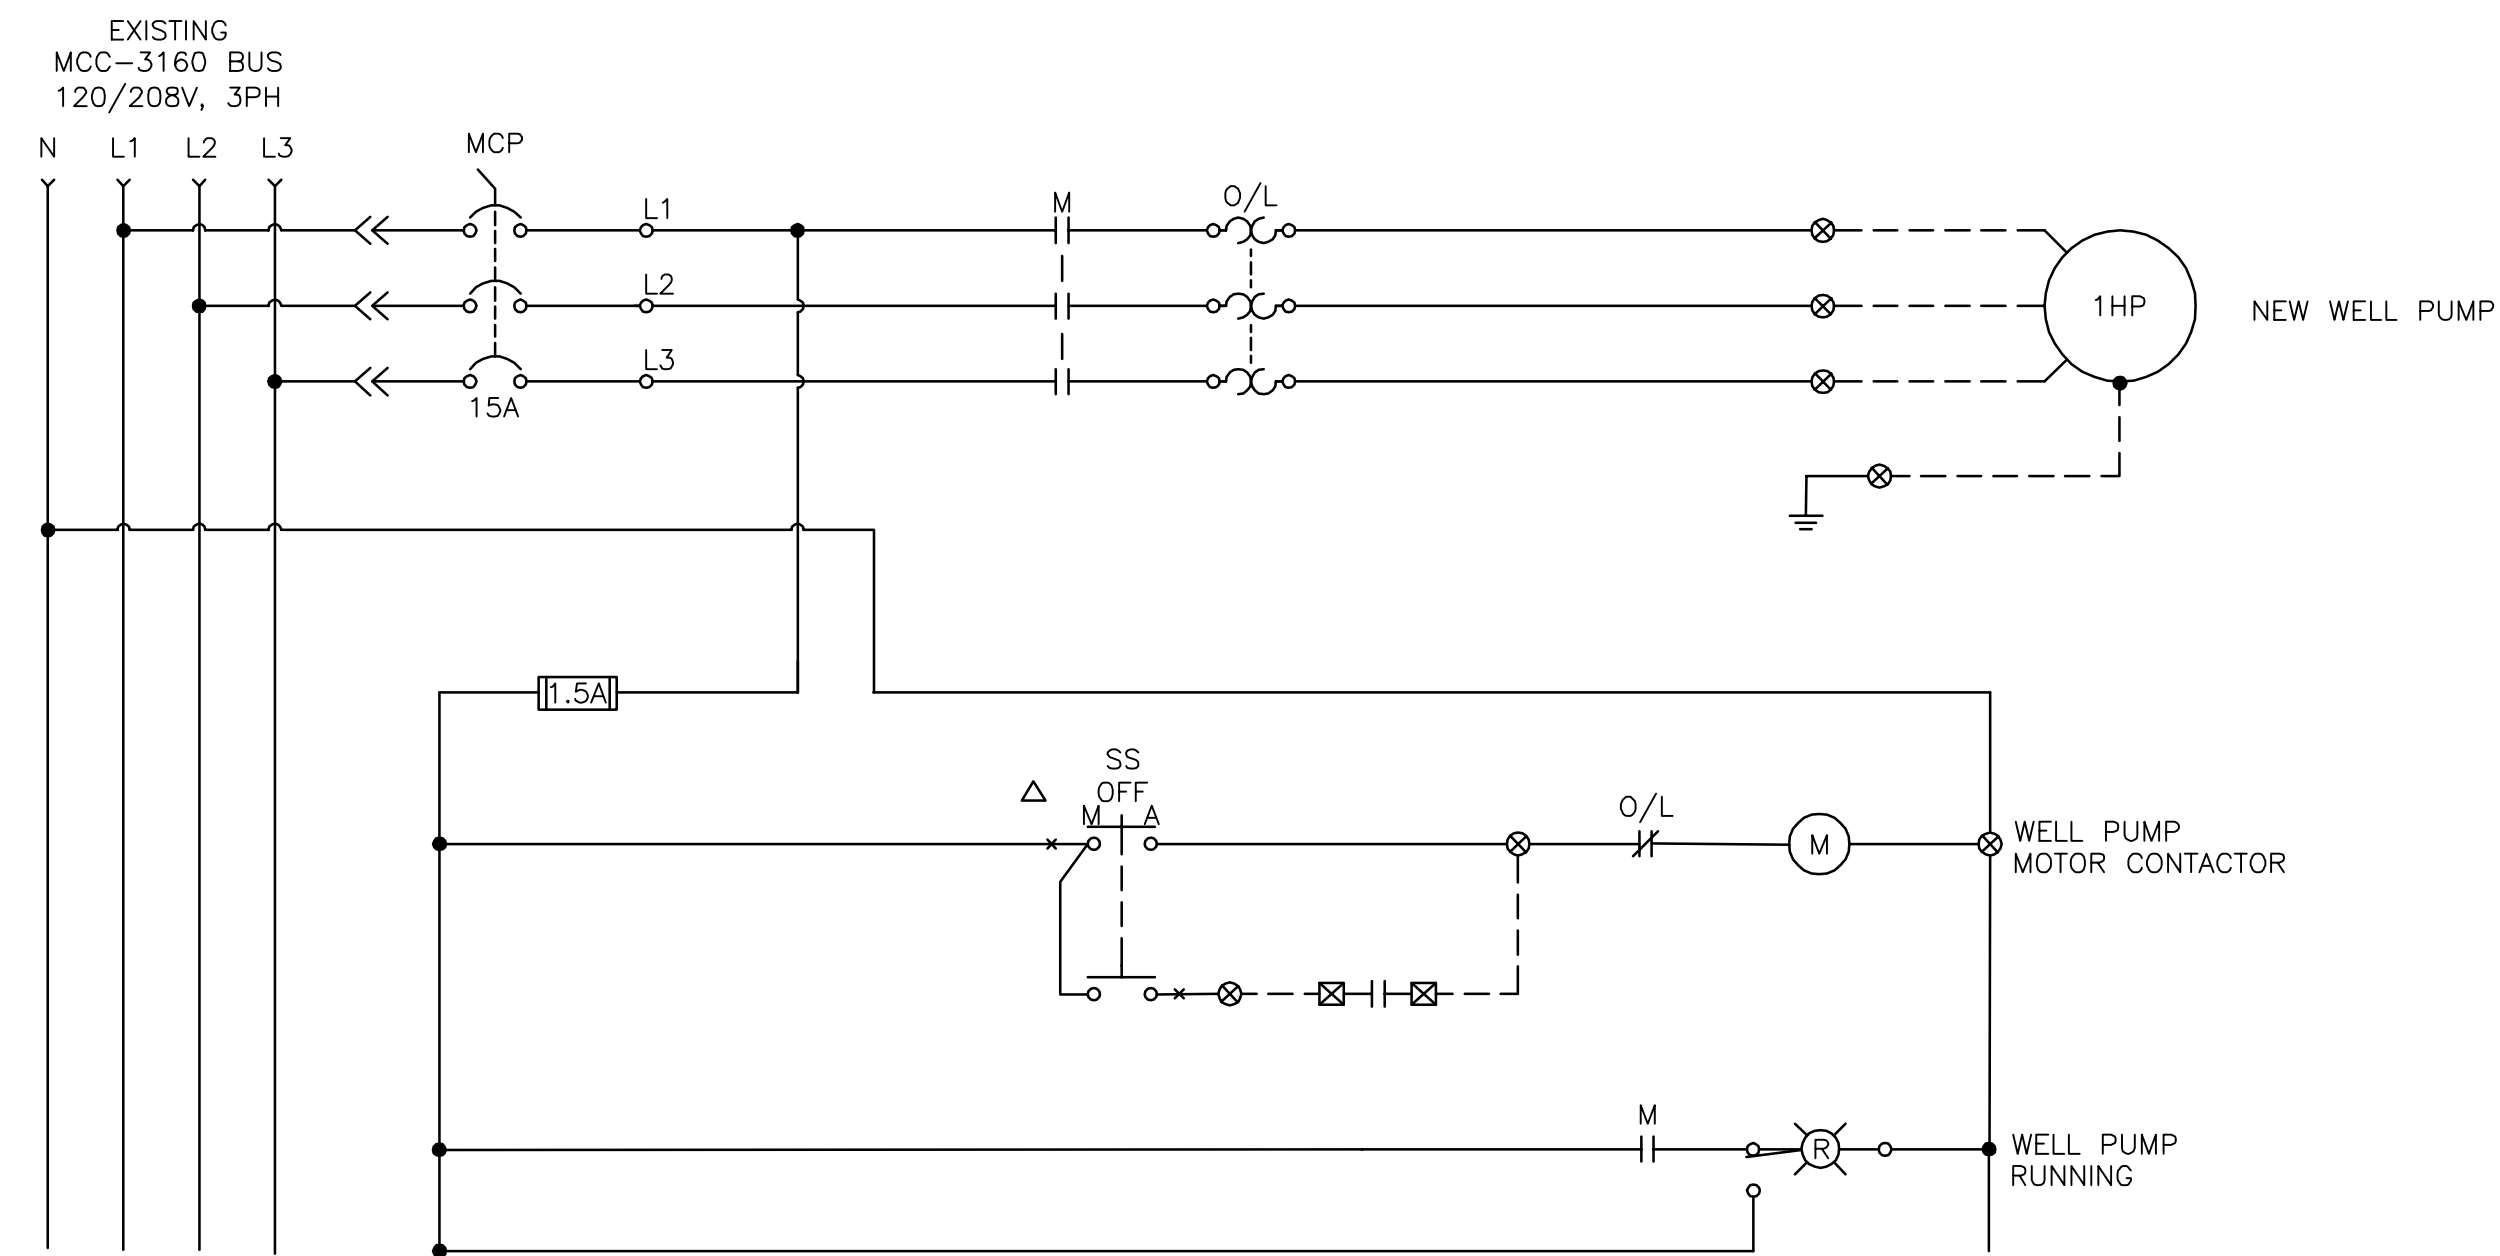 EXISTING
MCC-3160 BUS
120/208V, 3PH
N L1 L2 L3
MCP
L1
M
O/L
L2
1HP
NEW WELL PUMP
L3
15A
1.5A
SS
OFF
M A
O/L
M
WELL PUMP
MOTOR CONTACTOR
M
R
WELL PUMP
RUNNING